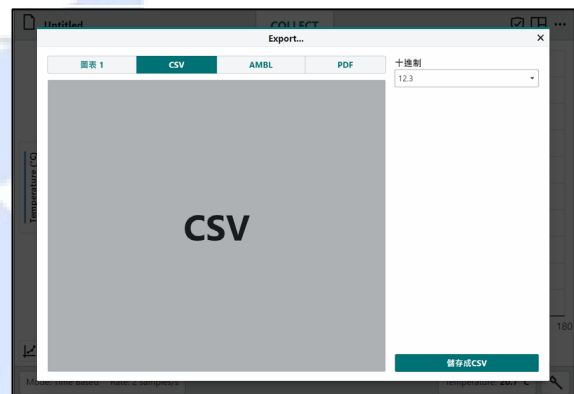 Untitled
COLLECT
Export...
圖表 1
CSV
AMBL
PDF
十進制
12.3
CSV
Temperature (°C)
180
儲存成CSV
Mode: Time Based Rate: 2 samples/s
Temperature: 20.7 °C